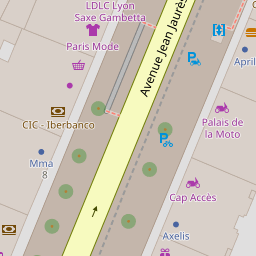 LDLC Lyon
Saxe Gambetta
Paris Mode
Avenue Jean Jaurès
April
CIC - Iberbanco
Palais de
la Moto
Mma
8
Cap Accès
Axelis